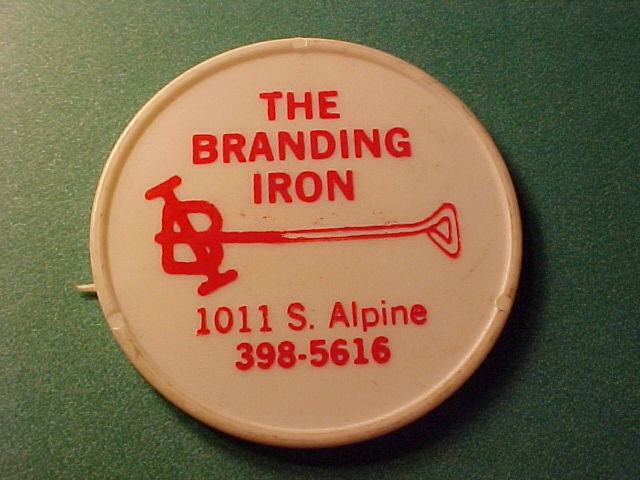 THE
BRANDING
IRON
1011 S. Alpine
398-5616